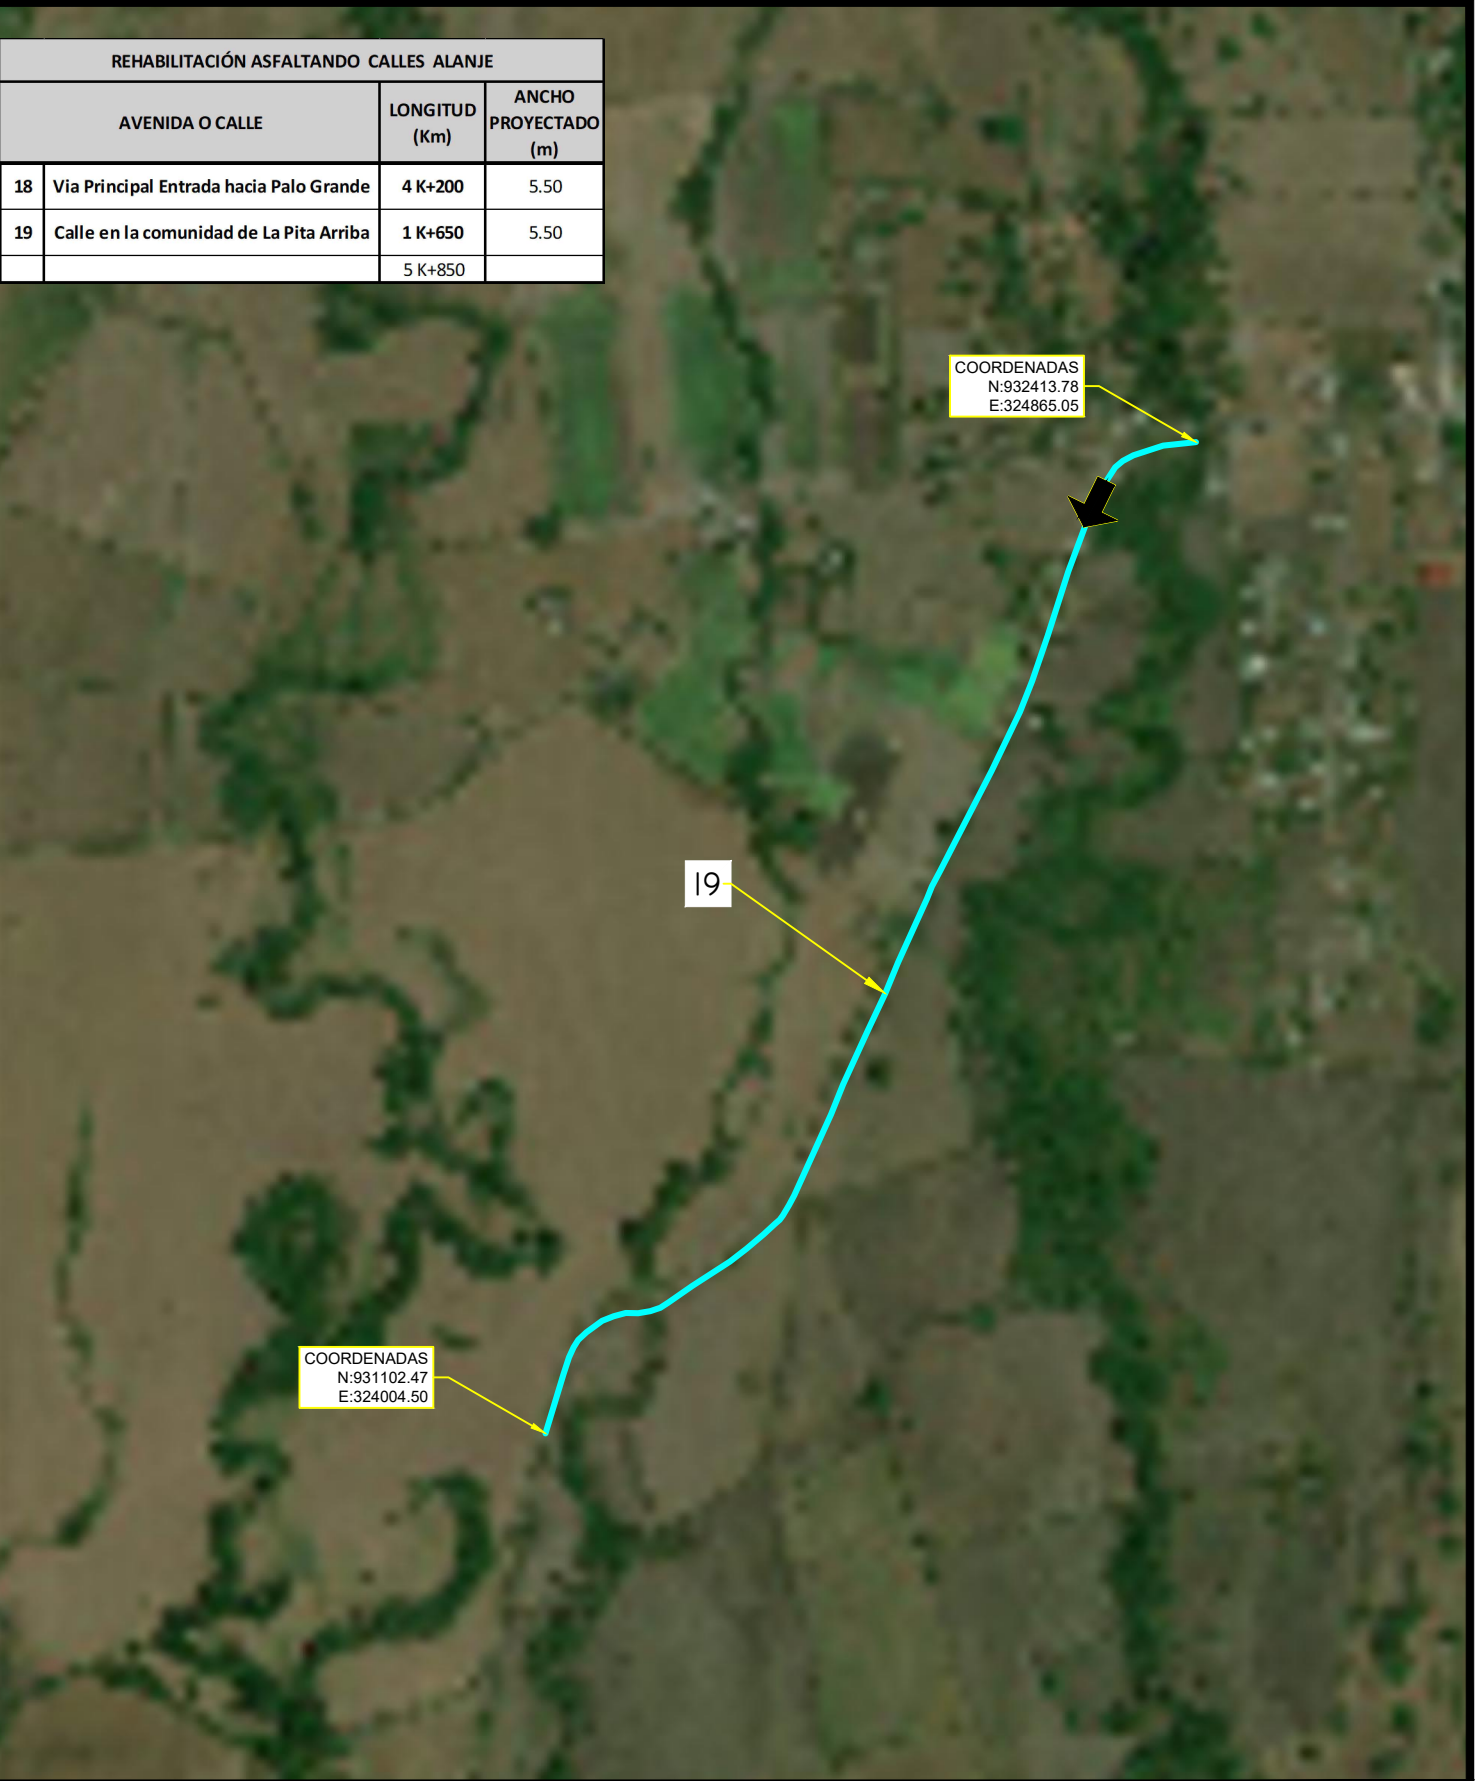 REHABILITACIÓN ASFALTANDO CALLES ALANJE
AVENIDA O CALLE
LONGITUD
(Km)
ANCHO
PROYECTADO
(m)
18 Via Principal Entrada hacia Palo Grande 4 K+200 5.50
19 Calle en la comunidad de La Pita Arriba 1 K+650 5.50
5 K+850
COORDENADAS
N:932413.78
E:324865.05
19
COORDENADAS
N:931102.47
E:324004.50